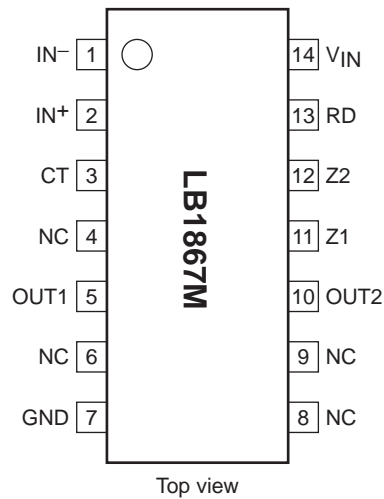 IN– 1 14 VIN
IN+ 2 13 RD
CT 3 12 Z2
NC 4 11 Z1
OUT1 5 10 OUT2
NC 6 9 NC
GND 7 8 NC
LB1867M
Top view